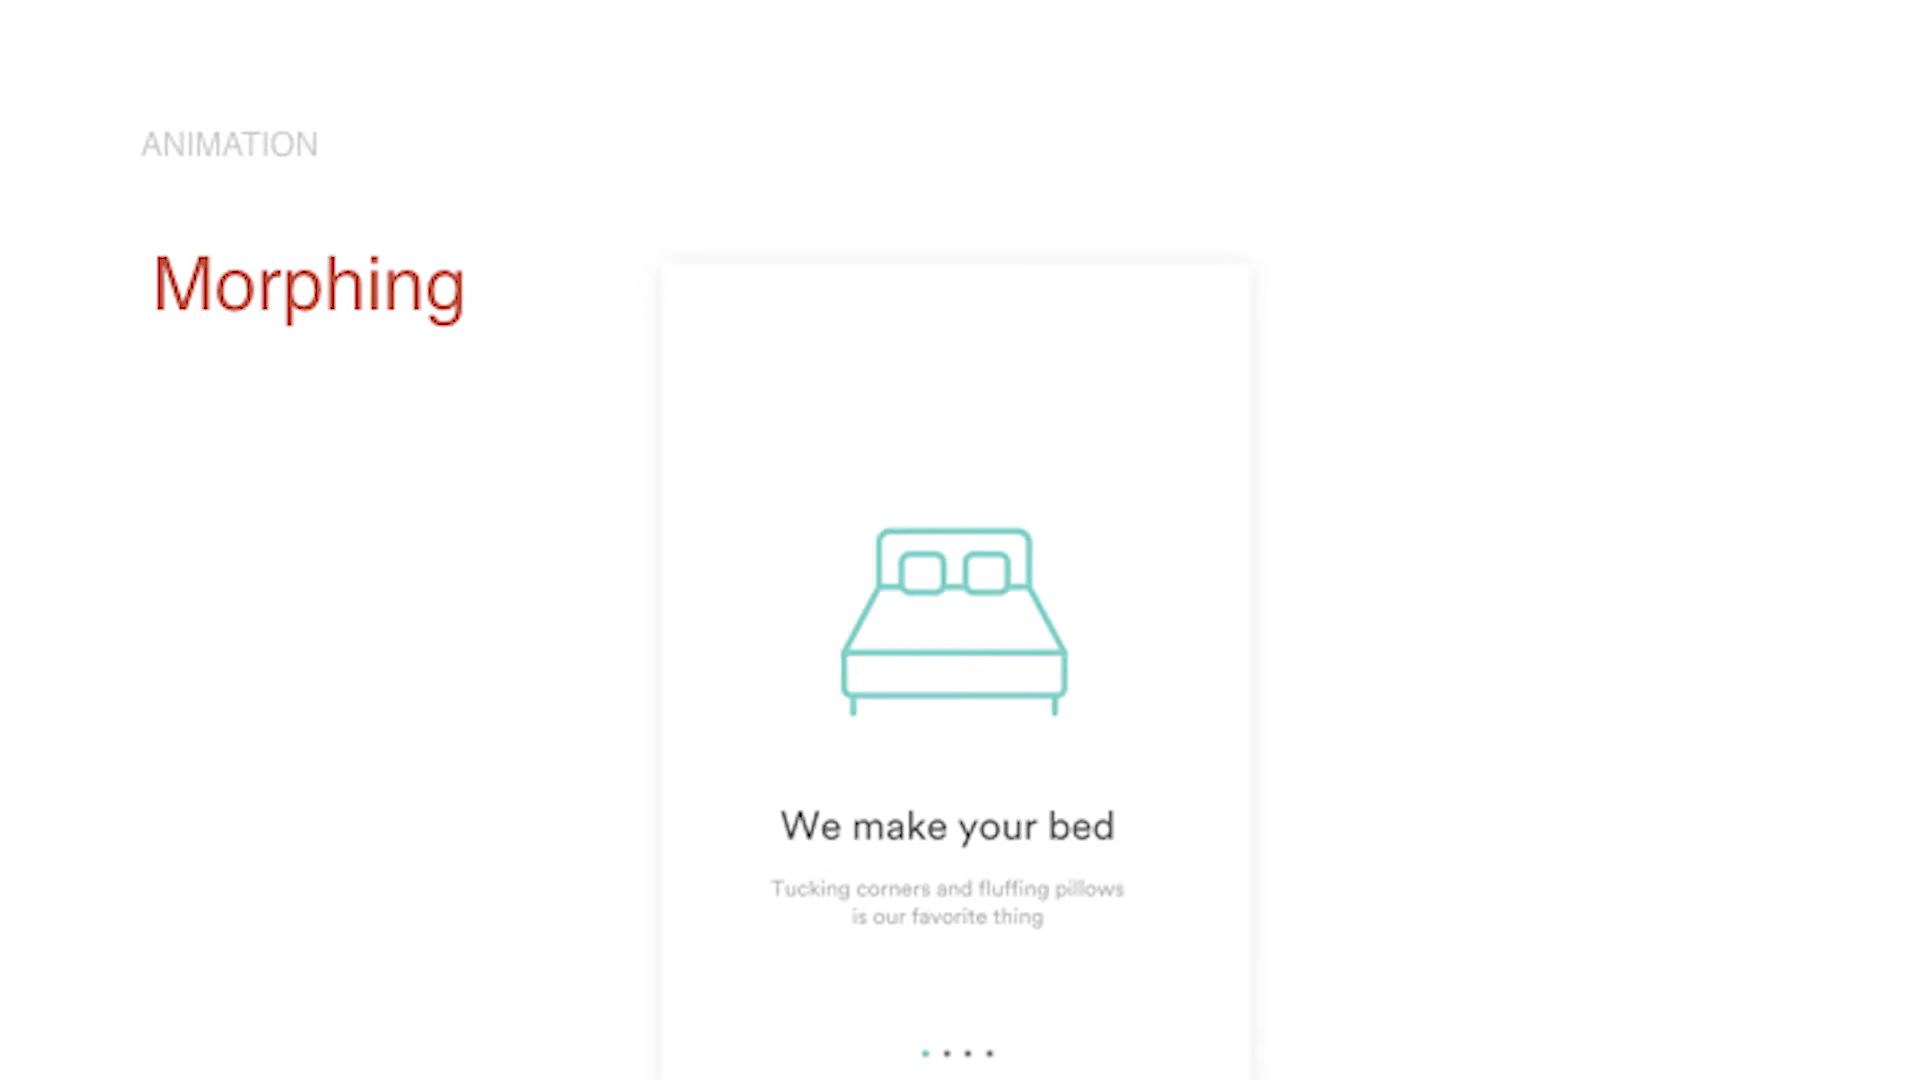 ANIMATION
Morphing
We make your bed
Tucking corners and fluffing pillows
is our favorite thing